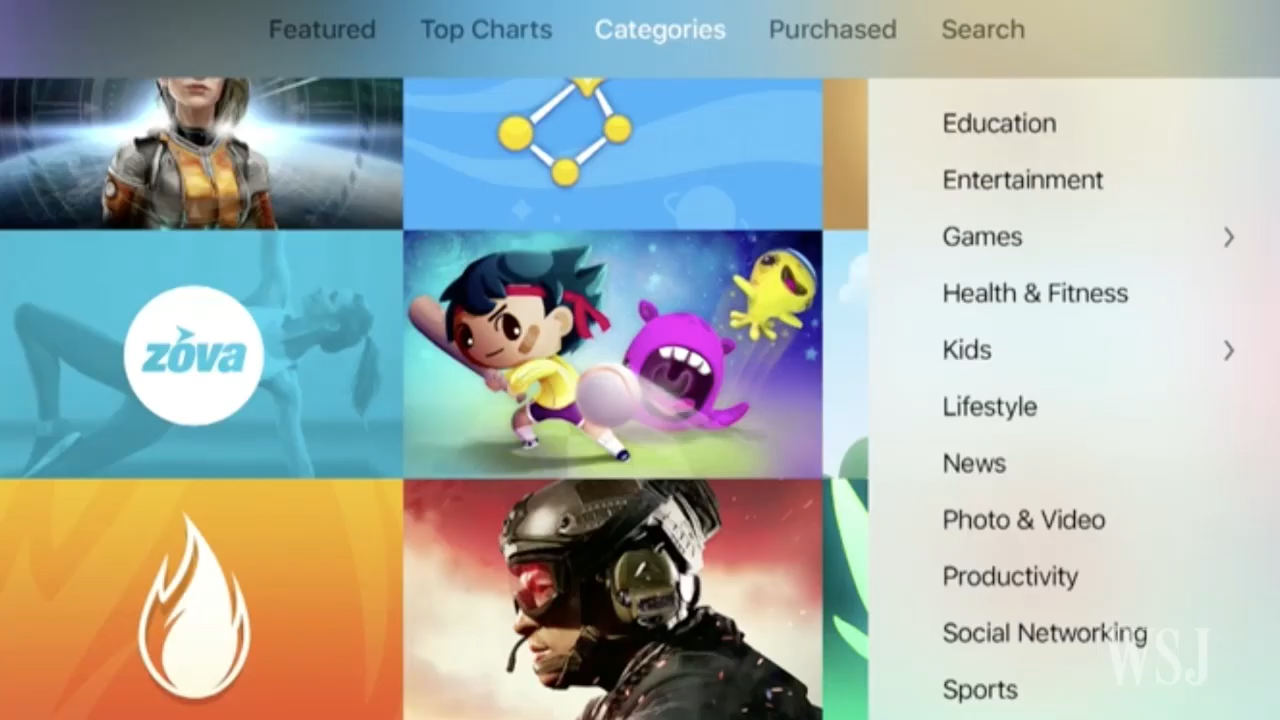 Featured Top Charts Categories Purchased Search
Education
Entertainment
Games
Health & Fitness
zova
Kids
Lifestyle
News
Photo & Video
Productivity
Social Networking
WSJ
Sports